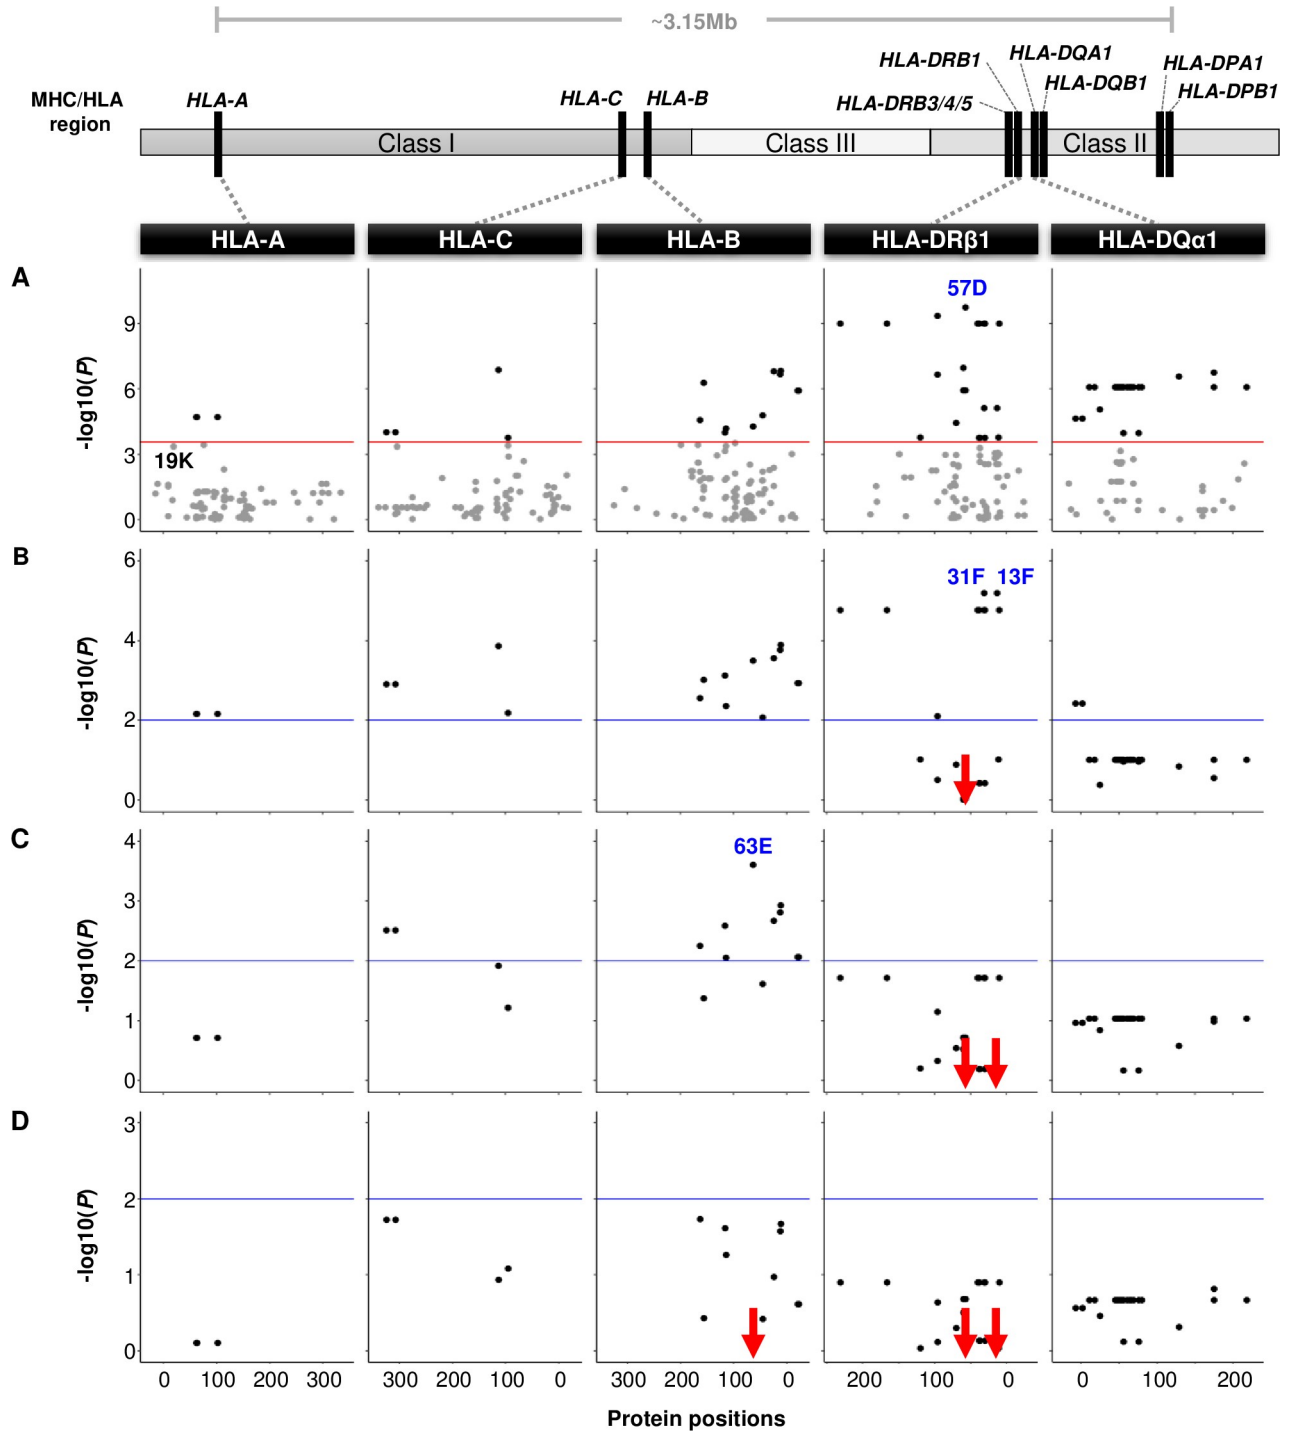 ~3.15Mb
HLA-DQA1
HLA-DRB1
HLA-DPA1
HLA-DQB1
HLA-DPB1
MHC/HLA
region
HLA-A
HLA-C
HLA-B
HLA-DRB3/4/5
Class I
Class III
Class II
HLA-A
HLA-C
HLA-B
HLA-DRβ1
HLA-DQα1
A
-log10(P)
9
6
3
0
19K
57D
B
-log10(P)
6
4
2
0
31F
13F
C
-log10(P)
4
3
2
1
0
63E
D
-log10(P)
3
2
1
0
0 100 200 300
300 200 100 0
300 200 100 0
200 100 0
0 100 200
Protein positions